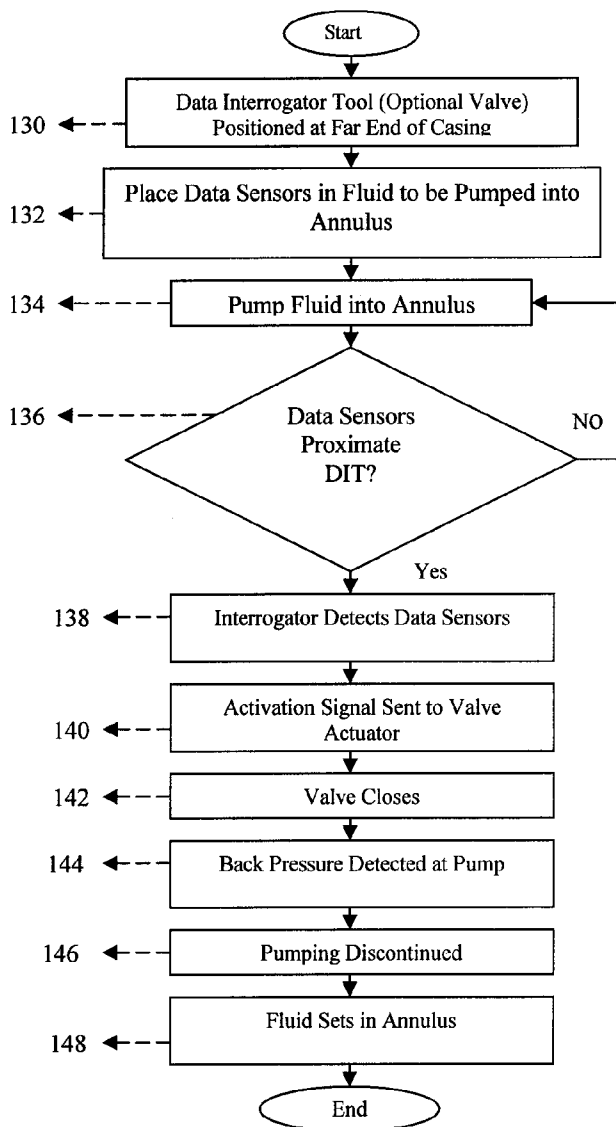 Start
130
Data Interrogator Tool (Optional Valve)
Positioned at Far End of Casing
132
Place Data Sensors in Fluid to be Pumped into
Annulus
134
Pump Fluid into Annulus
136
Data Sensors
Proximate
DIT?
NO
Yes
138
Interrogator Detects Data Sensors
140
Activation Signal Sent to Valve
Actuator
142
Valve Closes
144
Back Pressure Detected at Pump
146
Pumping Discontinued
148
Fluid Sets in Annulus
End